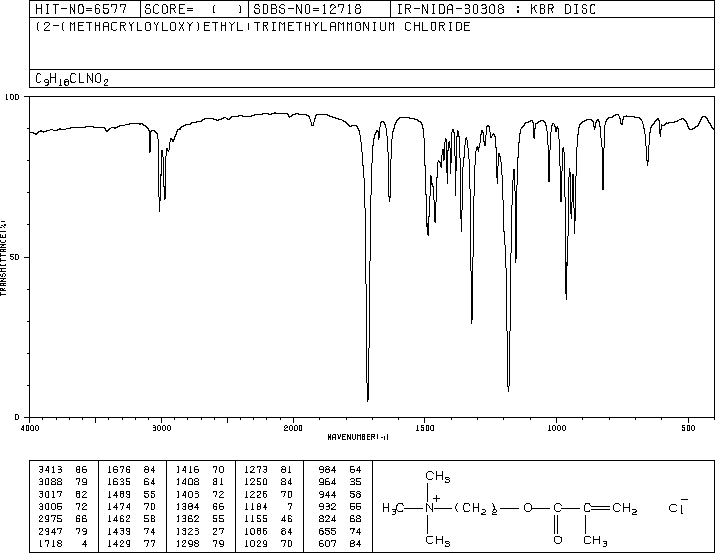 HIT-NO=6577 SCORE= ( ) SDBS-NO=12718 IR-NIDA-30308 : KBR DISC
(2-(METHACRYLOYLOXY)ETHYL)TRIMETHYLAMMONIUM CHLORIDE
C9H18CLNO2
100
50
0
TRANSMITTANCE(%)
4000 3000 2000 1500 1000 500
WAVENUMBER(-1)
3413 86 1676 84 1416 70 1273 81 984 64
3088 79 1635 64 1408 81 1250 84 964 35
3017 82 1489 55 1403 72 1226 70 944 58
3005 72 1474 70 1384 66 1184 7 932 55
2975 66 1462 58 1362 55 1155 46 824 68
2947 79 1439 74 1323 27 1086 84 655 74
1718 4 1429 77 1298 79 1029 70 607 84
CH3
H3C N + (CH2)2 O C C CH2 Cl−
CH3 O CH3